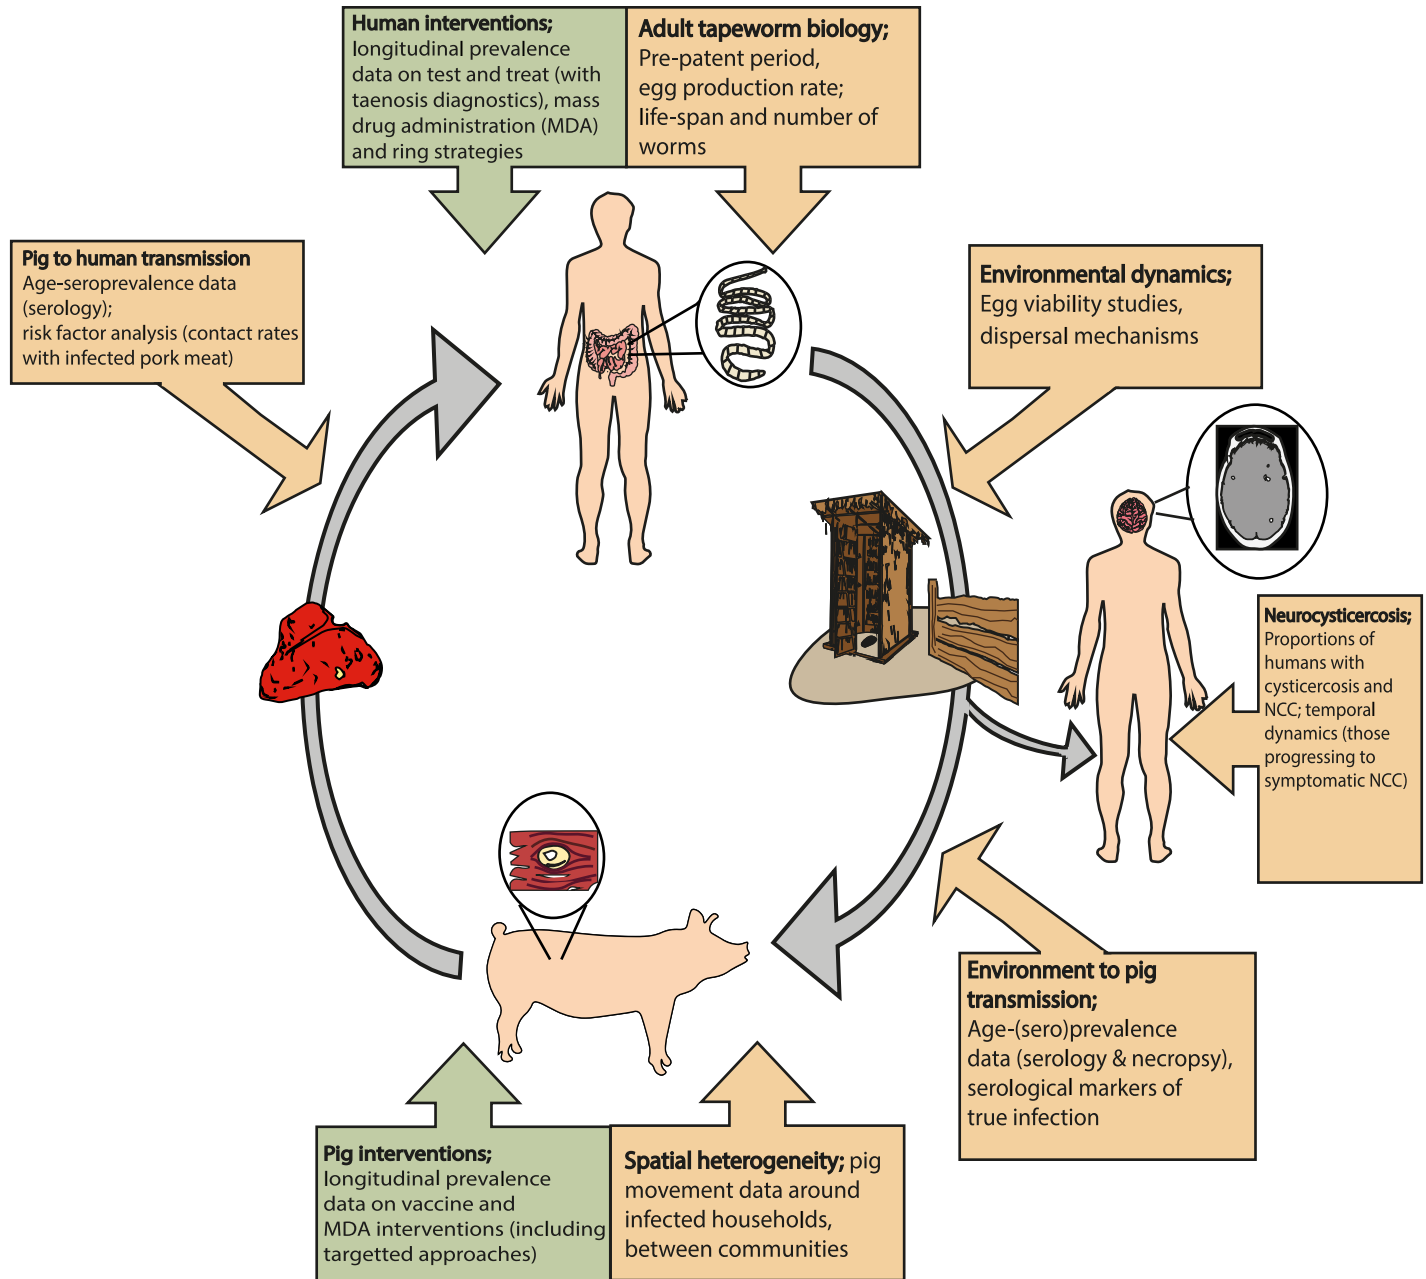 Human interventions;
longitudinal prevalence
data on test and treat (with
taenosis diagnostics), mass
drug administration (MDA)
and ring strategies
Adult tapeworm biology;
Pre-patent period,
egg production rate;
life-span and number of
worms
Pig to human transmission
Age-seroprevalence data
(serology);
risk factor analysis (contact rates
with infected pork meat)
Environmental dynamics;
Egg viability studies,
dispersal mechanisms
Neurocysticercosis;
Proportions of
humans with
cysticercosis and
NCC; temporal
dynamics (those
progressing to
symptomatic NCC)
Environment to pig
transmission;
Age-(sero)prevalence
data (serology & necropsy),
serological markers of
true infection
Pig interventions;
longitudinal prevalence
data on vaccine and
MDA interventions (including
targetted approaches)
Spatial heterogeneity; pig
movement data around
infected households,
between communities